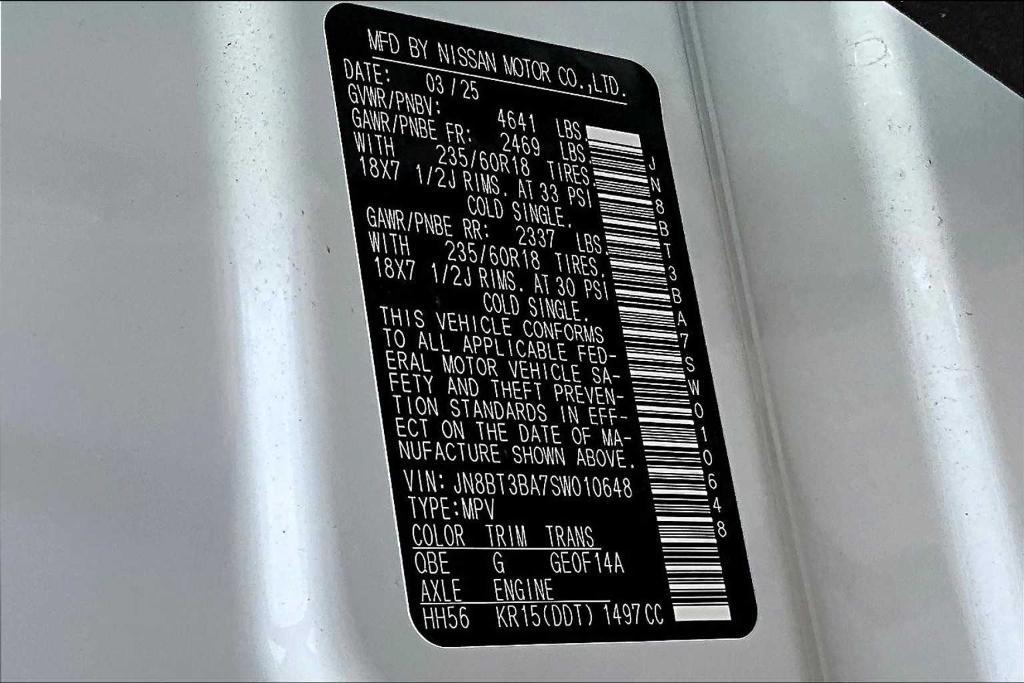 MFD BY NISSAN MOTOR CO.,LTD.
DATE: 03/25
GVWR/PNBV: 4641 LBS
GAWR/PNBE FR: 2469 LBS
WITH 235/60R18 TIRES.
18X7 1/2J RIMS. AT 33 PSI
COLD SINGLE.
GAWR/PNBE RR: 2337 LBS
WITH 235/60R18 TIRES.
18X7 1/2J RIMS. AT 30 PSI
COLD SINGLE.
THIS VEHICLE CONFORMS
TO ALL APPLICABLE FED-
ERAL MOTOR VEHICLE SA-
FETY AND THEFT PREVEN-
TION STANDARDS IN EFF-
ECT ON THE DATE OF MA-
NUFACTURE SHOWN ABOVE.
VIN: JN8BT3BA7SW010648
TYPE:MPV
COLOR TRIM TRANS
QBE G GE0F14A
AXLE ENGINE
HH56 KR15(DDT) 1497CC
JN8BT3BA7SW010648